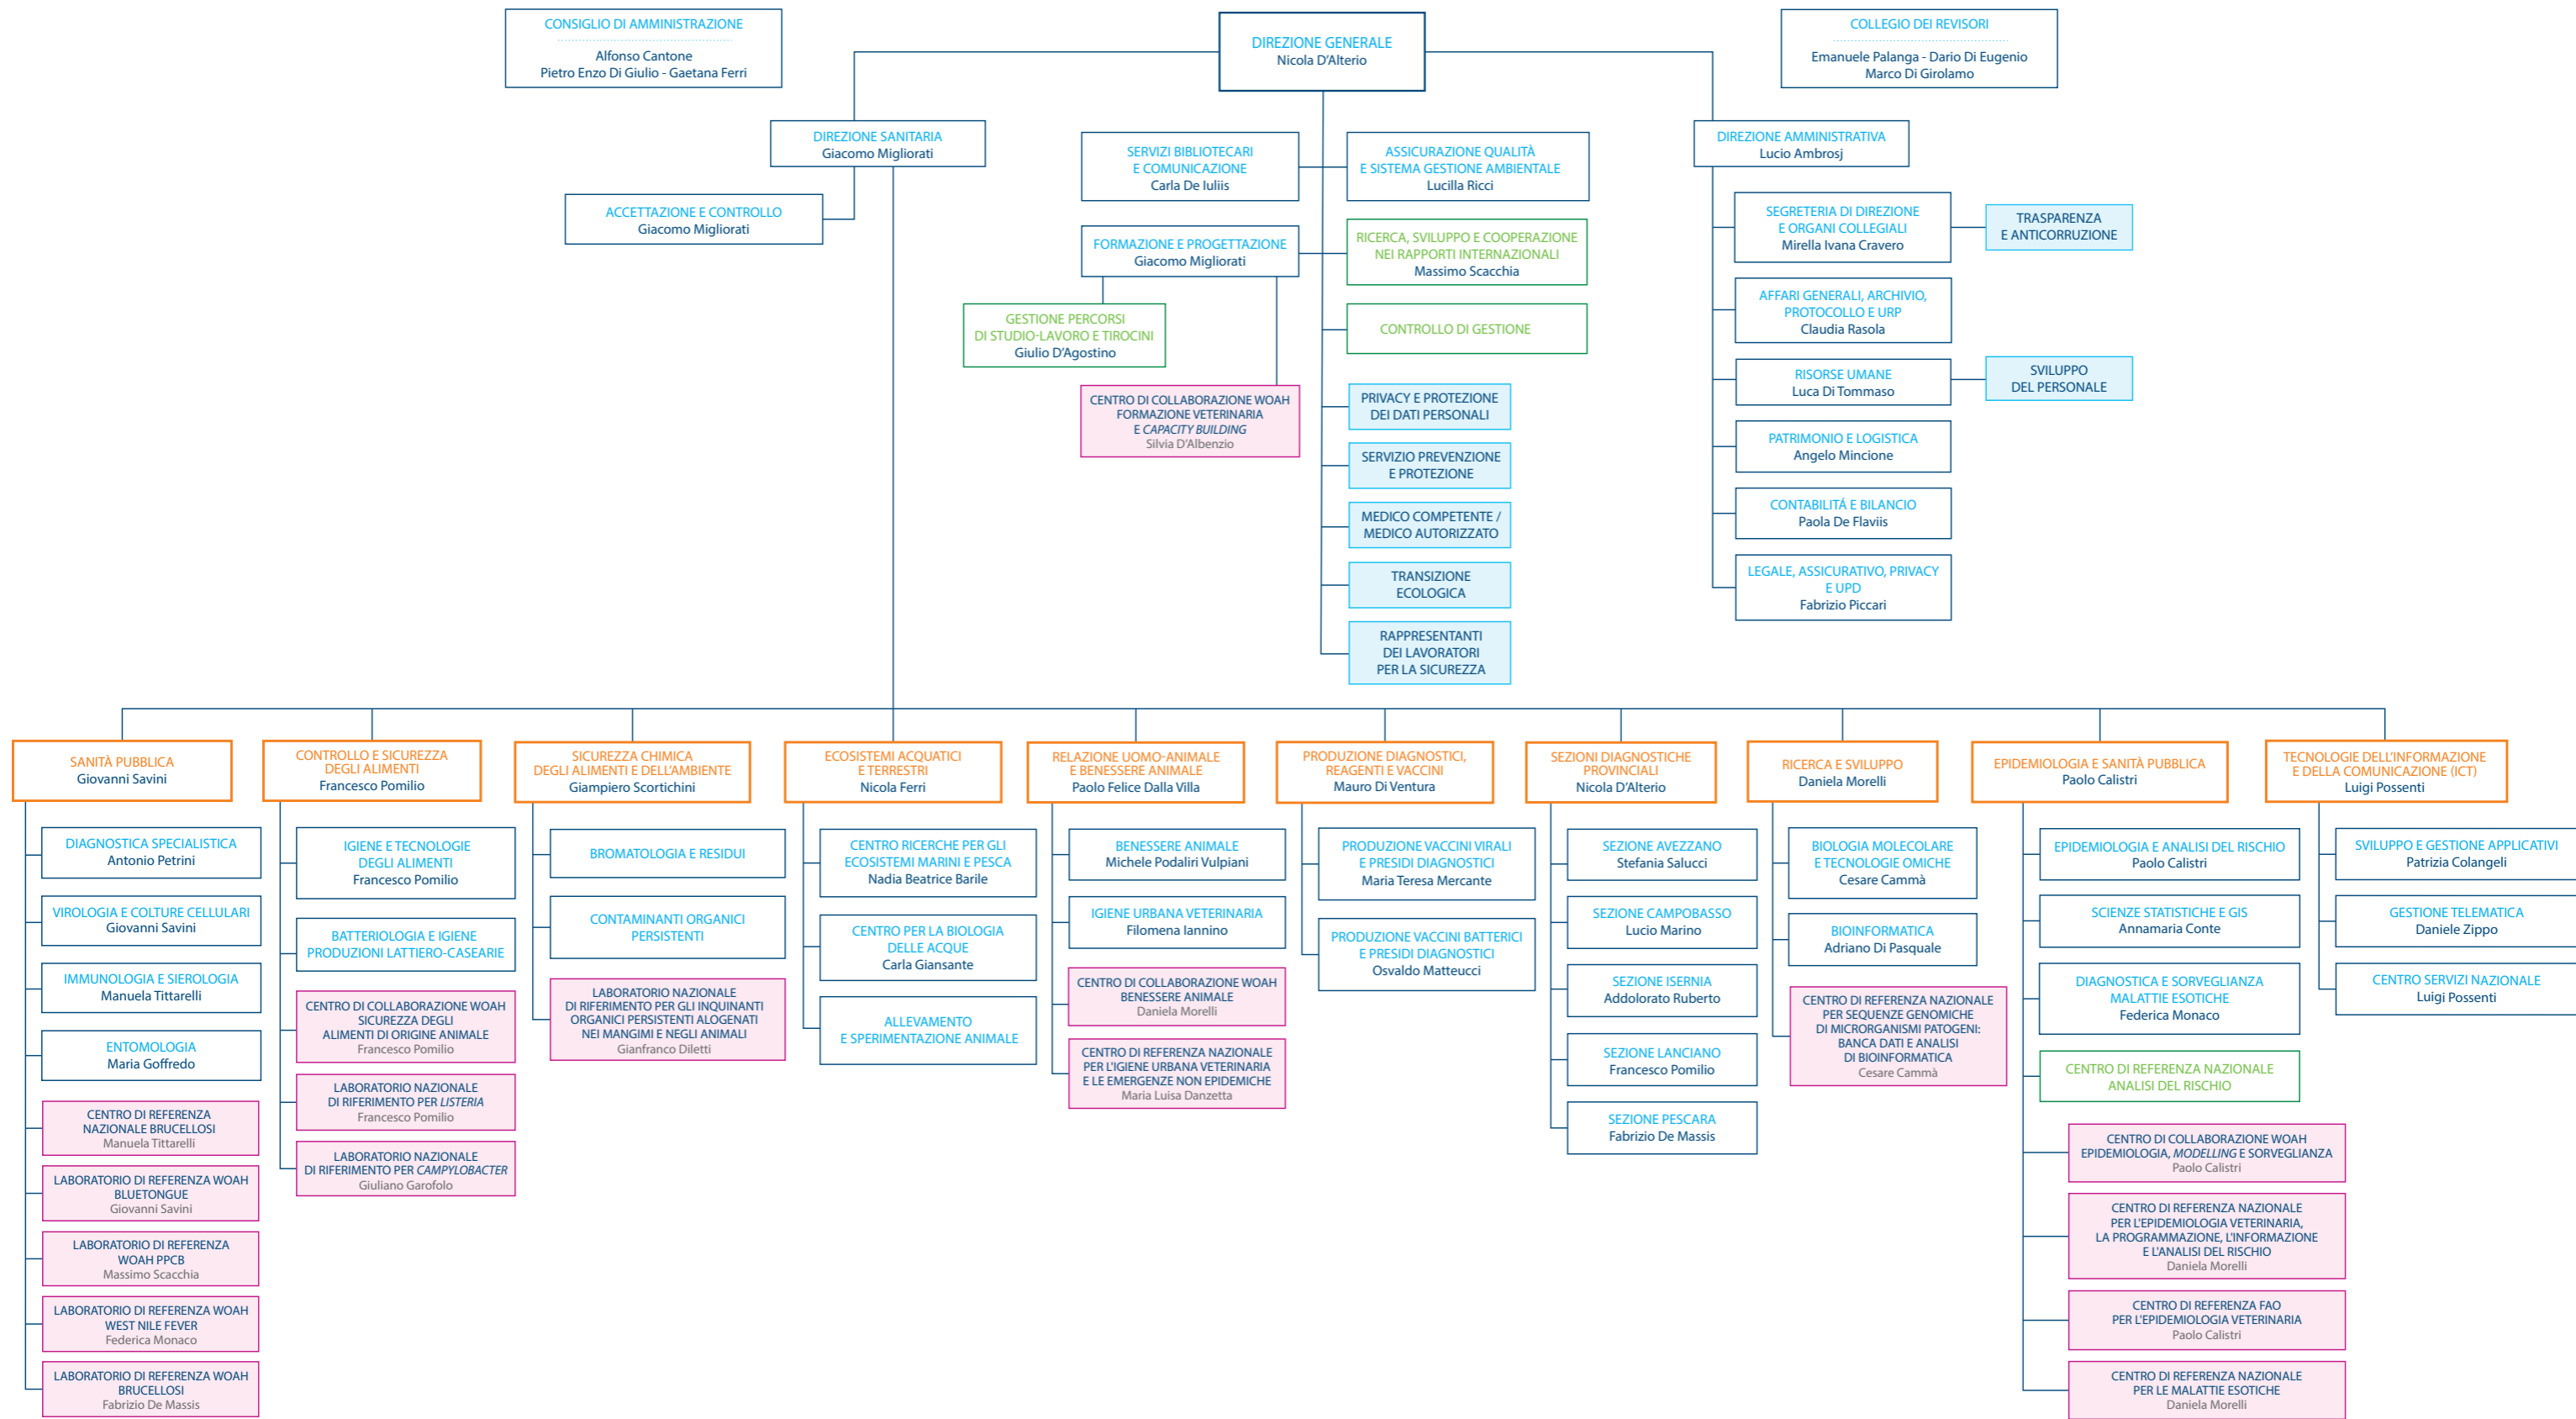 CONSIGLIO DI AMMINISTRAZIONE
Alfonso Cantone
Pietro Enzo Di Giulio - Gaetana Ferri
DIREZIONE GENERALE
Nicola D'Alterio
COLLEGIO DEI REVISORI
Emanuele Palanga - Dario Di Eugenio
Marco Di Girolamo
DIREZIONE SANITARIA
Giacomo Migliorati
ACCETTAZIONE E CONTROLLO
Giacomo Migliorati
SERVIZI BIBLIOTECARI
E COMUNICAZIONE
Carla De Iuliis
ASSICURAZIONE QUALITÀ
E SISTEMA GESTIONE AMBIENTALE
Lucilla Ricci
FORMAZIONE E PROGETTAZIONE
Giacomo Migliorati
RICERCA, SVILUPPO E COOPERAZIONE
NEI RAPPORTI INTERNAZIONALI
Massimo Scacchia
GESTIONE PERCORSI
DI STUDIO-LAVORO E TIROCINI
Giulio D'Agostino
CONTROLLO DI GESTIONE
CENTRO DI COLLABORAZIONE WOAH
FORMAZIONE VETERINARIA
E CAPACITY BUILDING
Silvia D'Albenzio
PRIVACY E PROTEZIONE
DEI DATI PERSONALI
SERVIZIO PREVENZIONE
E PROTEZIONE
MEDICO COMPETENTE /
MEDICO AUTORIZZATO
TRANSIZIONE
ECOLOGICA
RAPPRESENTANTI
DEI LAVORATORI
PER LA SICUREZZA
DIREZIONE AMMINISTRATIVA
Lucio Ambrosj
SEGRETERIA DI DIREZIONE
E ORGANI COLLEGIALI
Mirella Ivana Cravero
TRASPARENZA
E ANTICORRUZIONE
AFFARI GENERALI, ARCHIVIO,
PROTOCOLLO E URP
Claudia Rasola
RISORSE UMANE
Luca Di Tommaso
SVILUPPO
DEL PERSONALE
PATRIMONIO E LOGISTICA
Angelo Mincione
CONTABILITÁ E BILANCIO
Paola De Flaviis
LEGALE, ASSICURATIVO, PRIVACY
E UPD
Fabrizio Piccari
SANITÀ PUBBLICA
Giovanni Savini
DIAGNOSTICA SPECIALISTICA
Antonio Petrini
VIROLOGIA E COLTURE CELLULARI
Giovanni Savini
IMMUNOLOGIA E SIEROLOGIA
Manuela Tittarelli
ENTOMOLOGIA
Maria Goffredo
CENTRO DI REFERENZA
NAZIONALE BRUCELLOSI
Manuela Tittarelli
LABORATORIO DI REFERENZA WOAH
BLUETONGUE
Giovanni Savini
LABORATORIO DI REFERENZA
WOAH PPCB
Massimo Scacchia
LABORATORIO DI REFERENZA WOAH
WEST NILE FEVER
Federica Monaco
LABORATORIO DI REFERENZA WOAH
BRUCELLOSI
Fabrizio De Massis
CONTROLLO E SICUREZZA
DEGLI ALIMENTI
Francesco Pomilio
IGIENE E TECNOLOGIE
DEGLI ALIMENTI
Francesco Pomilio
BATTERIOLOGIA E IGIENE
PRODUZIONI LATTIERO-CASEARIE
CENTRO DI COLLABORAZIONE WOAH
SICUREZZA DEGLI
ALIMENTI DI ORIGINE ANIMALE
Francesco Pomilio
LABORATORIO NAZIONALE
DI RIFERIMENTO PER LISTERIA
Francesco Pomilio
LABORATORIO NAZIONALE
DI RIFERIMENTO PER CAMPYLOBACTER
Giuliano Garofolo
SICUREZZA CHIMICA
DEGLI ALIMENTI E DELL'AMBIENTE
Giampiero Scortichini
BROMATOLOGIA E RESIDUI
CONTAMINANTI ORGANICI
PERSISTENTI
LABORATORIO NAZIONALE
DI RIFERIMENTO PER GLI INQUINANTI
ORGANICI PERSISTENTI ALOGENATI
NEI MANGIMI E NEGLI ANIMALI
Gianfranco Diletti
ECOSISTEMI ACQUATICI
E TERRESTRI
Nicola Ferri
CENTRO RICERCHE PER GLI
ECOSISTEMI MARINI E PESCA
Nadia Beatrice Barile
CENTRO PER LA BIOLOGIA
DELLE ACQUE
Carla Giansante
ALLEVAMENTO
E SPERIMENTAZIONE ANIMALE
RELAZIONE UOMO-ANIMALE
E BENESSERE ANIMALE
Paolo Felice Dalla Villa
BENESSERE ANIMALE
Michele Podaliri Vulpiani
IGIENE URBANA VETERINARIA
Filomena Iannino
CENTRO DI COLLABORAZIONE WOAH
BENESSERE ANIMALE
Daniela Morelli
CENTRO DI REFERENZA NAZIONALE
PER L'IGIENE URBANA VETERINARIA
E LE EMERGENZE NON EPIDEMICHE
Maria Luisa Danzetta
PRODUZIONE DIAGNOSTICI,
REAGENTI E VACCINI
Mauro Di Ventura
PRODUZIONE VACCINI VIRALI
E PRESIDI DIAGNOSTICI
Maria Teresa Mercante
PRODUZIONE VACCINI BATTERICI
E PRESIDI DIAGNOSTICI
Osvaldo Matteucci
SEZIONI DIAGNOSTICHE
PROVINCIALI
Nicola D'Alterio
SEZIONE AVEZZANO
Stefania Salucci
SEZIONE CAMPOBASSO
Lucio Marino
SEZIONE ISERNIA
Addolorato Ruberto
SEZIONE LANCIANO
Francesco Pomilio
SEZIONE PESCARA
Fabrizio De Massis
RICERCA E SVILUPPO
Daniela Morelli
BIOLOGIA MOLECOLARE
E TECNOLOGIE OMICHE
Cesare Cammà
BIOINFORMATICA
Adriano Di Pasquale
CENTRO DI REFERENZA NAZIONALE
PER SEQUENZE GENOMICHE
DI MICRORGANISMI PATOGENI:
BANCA DATI E ANALISI
DI BIOINFORMATICA
Cesare Cammà
EPIDEMIOLOGIA E SANITÀ PUBBLICA
Paolo Calistri
EPIDEMIOLOGIA E ANALISI DEL RISCHIO
Paolo Calistri
SCIENZE STATISTICHE E GIS
Annamaria Conte
DIAGNOSTICA E SORVEGLIANZA
MALATTIE ESOTICHE
Federica Monaco
CENTRO DI REFERENZA NAZIONALE
ANALISI DEL RISCHIO
CENTRO DI COLLABORAZIONE WOAH
EPIDEMIOLOGIA, MODELLING E SORVEGLIANZA
Paolo Calistri
CENTRO DI REFERENZA NAZIONALE
PER L'EPIDEMIOLOGIA VETERINARIA,
LA PROGRAMMAZIONE, L'INFORMAZIONE
E L'ANALISI DEL RISCHIO
Daniela Morelli
CENTRO DI REFERENZA FAO
PER L'EPIDEMIOLOGIA VETERINARIA
Paolo Calistri
CENTRO DI REFERENZA NAZIONALE
PER LE MALATTIE ESOTICHE
Daniela Morelli
TECNOLOGIE DELL'INFORMAZIONE
E DELLA COMUNICAZIONE (ICT)
Luigi Possenti
SVILUPPO E GESTIONE APPLICATIVI
Patrizia Colangeli
GESTIONE TELEMATICA
Daniele Zippo
CENTRO SERVIZI NAZIONALE
Luigi Possenti